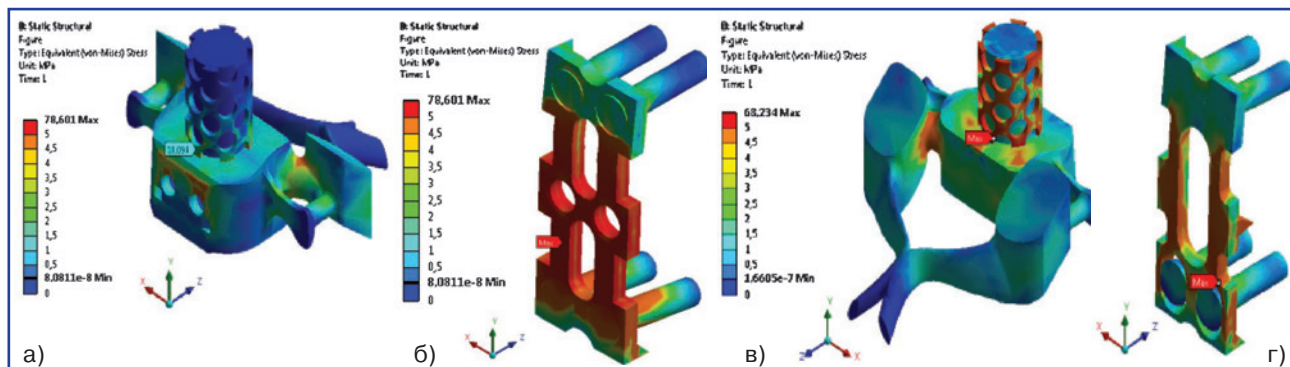 B: Static Structural
Figure
Type: Equivalent (von-Mises) Stress
Unit: MPa
Time: 1
78,601 Max
5
4,5
4
3,5
3
2,5
2
1,5
1
0,5
8,0811e-8 Min
0
X
Y
Z
а)
B: Static Structural
Figure
Type: Equivalent (von-Mises) Stress
Unit: MPa
Time: 1
78,601 Max
5
4,5
4
3,5
3
2,5
2
1,5
1
0,5
8,0811e-8 Min
0
Max
X
Y
Z
б)
B: Static Structural
Figure
Type: Equivalent (von-Mises) Stress
Unit: MPa
Time: 1
68,234 Max
5
4,5
4
3,5
3
2,5
2
1,5
1
0,5
1,6605e-7 Min
0
Z
Y
X
в)
X
Y
Z
г)